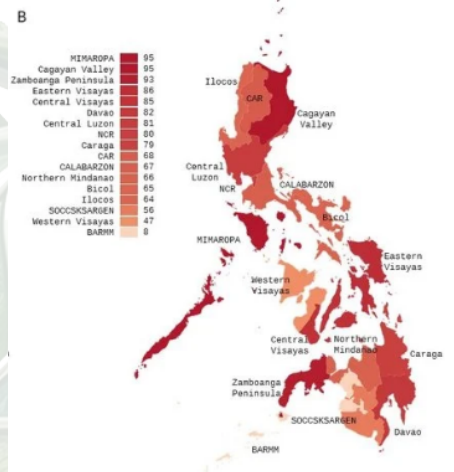 B
MIMAROPA 95
Cagayan Valley 95
Zamboanga Peninsula 93
Eastern Visayas 86
Central Visayas 85
Davao 82
Central Luzon 81
NCR 80
Caraga 79
CAR 68
CALABARZON 67
Northern Mindanao 66
Bicol 65
Ilocos 64
SOCCSKSARGEN 56
Western Visayas 47
BARMM 8
Ilocos
CAR
Cagayan
Valley
Central
Luzon
NCR
CALABARZON
Bicol
MIMAROPA
Eastern
Visayas
Western
Visayas
Central
Visayas
Northern
Mindanao
Caraga
Zamboanga
Peninsula
SOCCSKSARGEN
Davao
BARMM